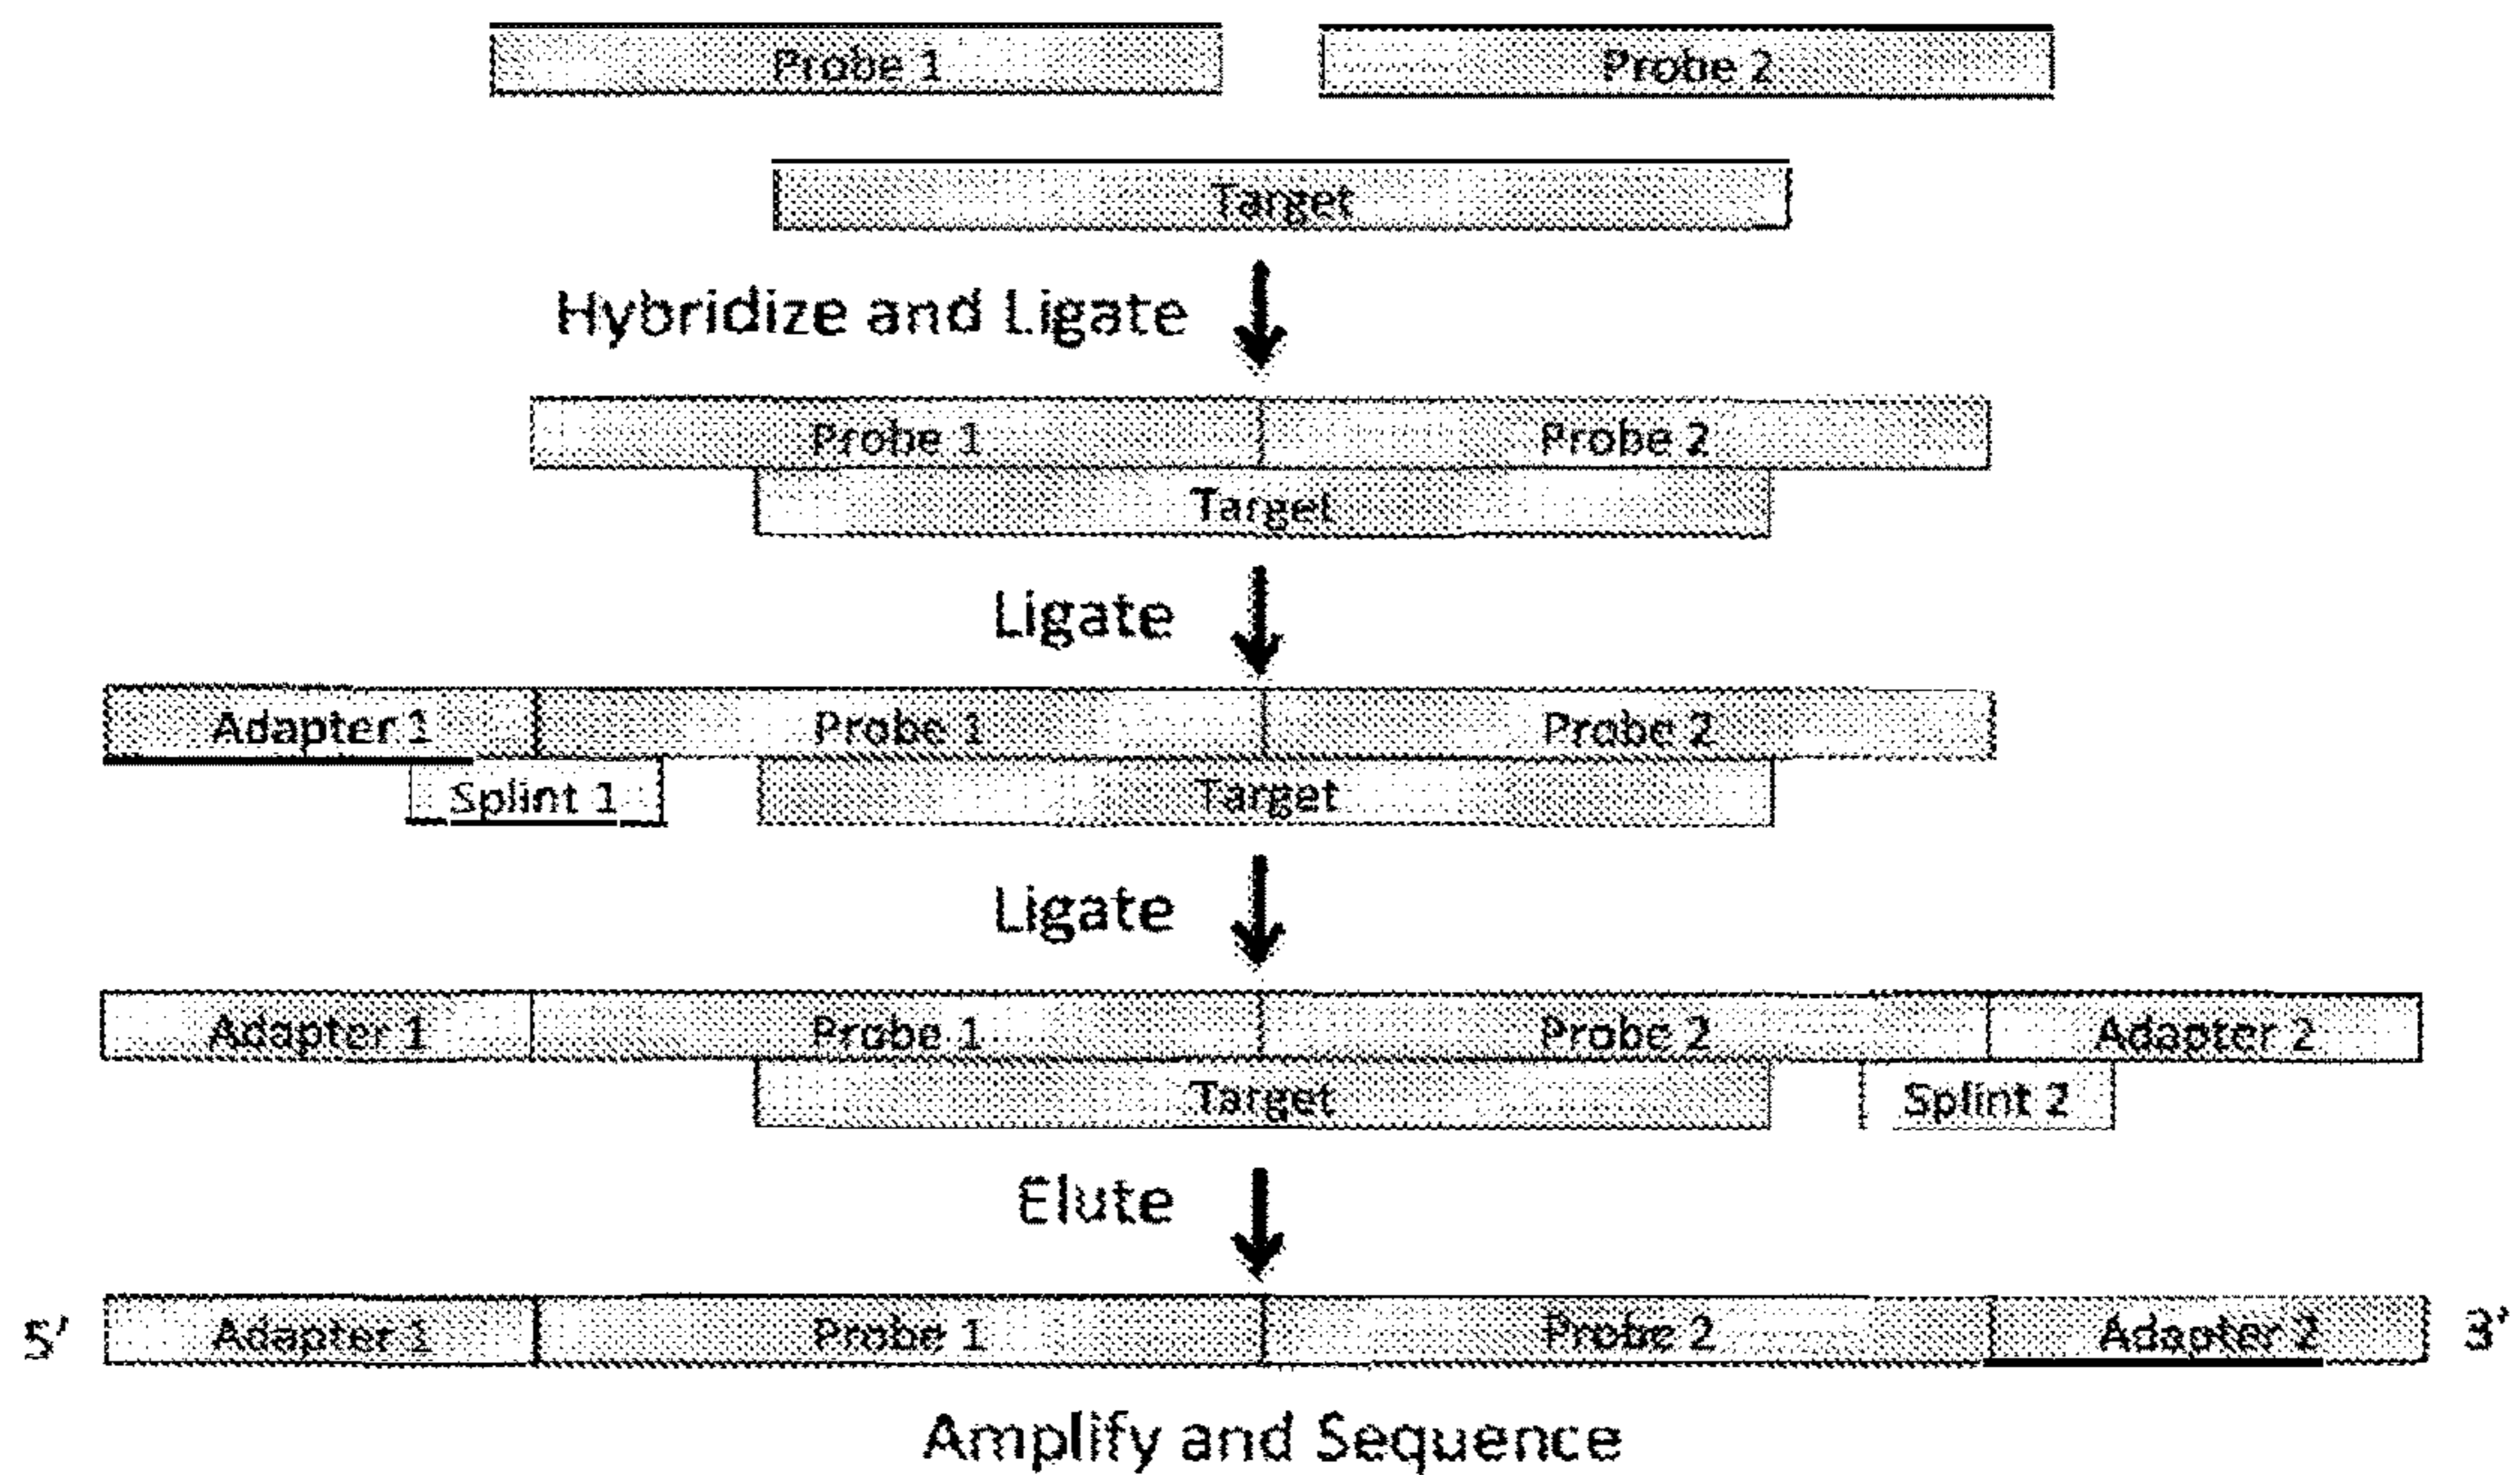 Probe 1 Probe 2
Target
Hybridize and Ligate
Probe 1 Probe 2
Target
Ligate
Adapter 1 Probe 1 Probe 2
Splint 1 Target
Ligate
Adapter 1 Probe 1 Probe 2 Adapter 2
Target Splint 2
Elute
5' Adapter 1 Probe 1 Probe 2 Adapter 2 3'
Amplify and Sequence